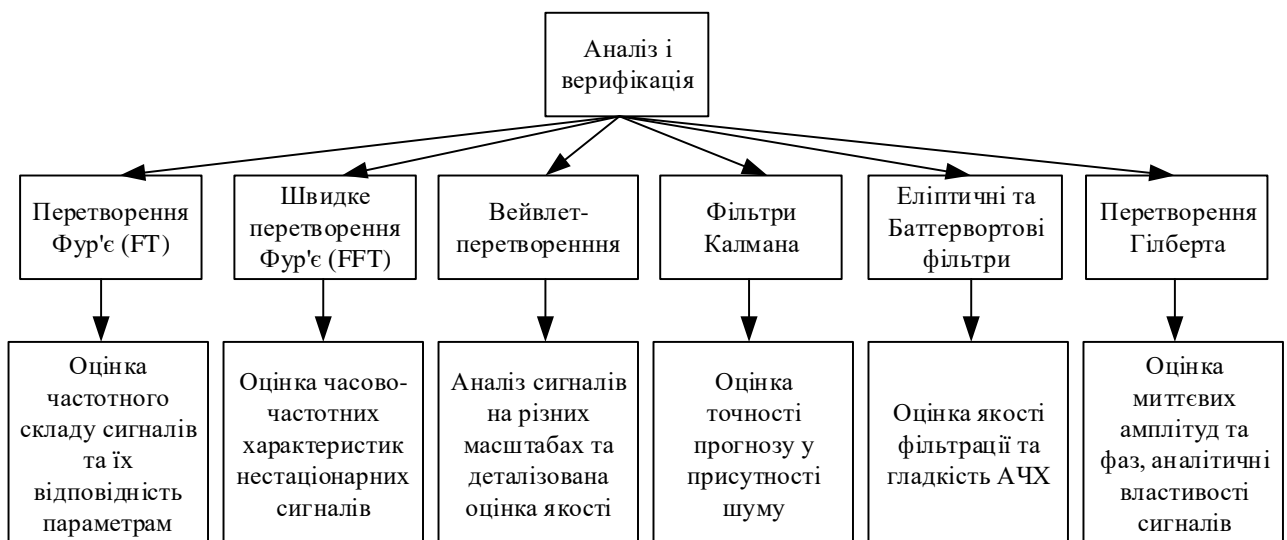 Аналіз і
верифікація
Перетворення
Фур'є (FT)
Швидке
перетворення
Фур'є (FFT)
Вейвлет-
перетворенння
Фільтри
Калмана
Еліптичні та
Баттервортові
фільтри
Перетворення
Гілберта
Оцінка
частотного
складу сигналів
та їх
відповідність
параметрам
Оцінка часово-
частотних
характеристик
нестаціонарних
сигналів
Аналіз сигналів
на різних
масштабах та
деталізована
оцінка якості
Оцінка
точності
прогнозу у
присутності
шуму
Оцінка якості
фільтрації та
гладкість АЧХ
Оцінка
миттєвих
амплітуд та
фаз, аналітичні
властивості
сигналів